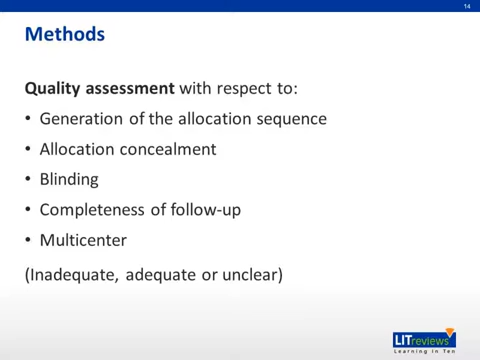 14
Methods
Quality assessment with respect to:
• Generation of the allocation sequence
• Allocation concealment
• Blinding
• Completeness of follow-up
• Multicenter
(Inadequate, adequate or unclear)
LITreviews
Learning in Ten